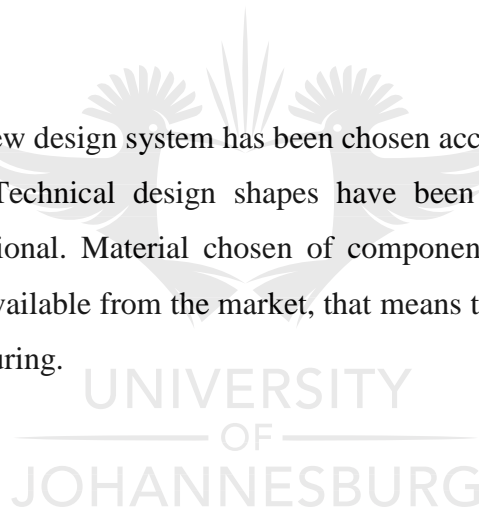 ew design system has been chosen acc
Technical design shapes have been
ional. Material chosen of componen
vailable from the market, that means t
uring.
UNIVERSITY
OF
JOHANNESBURG